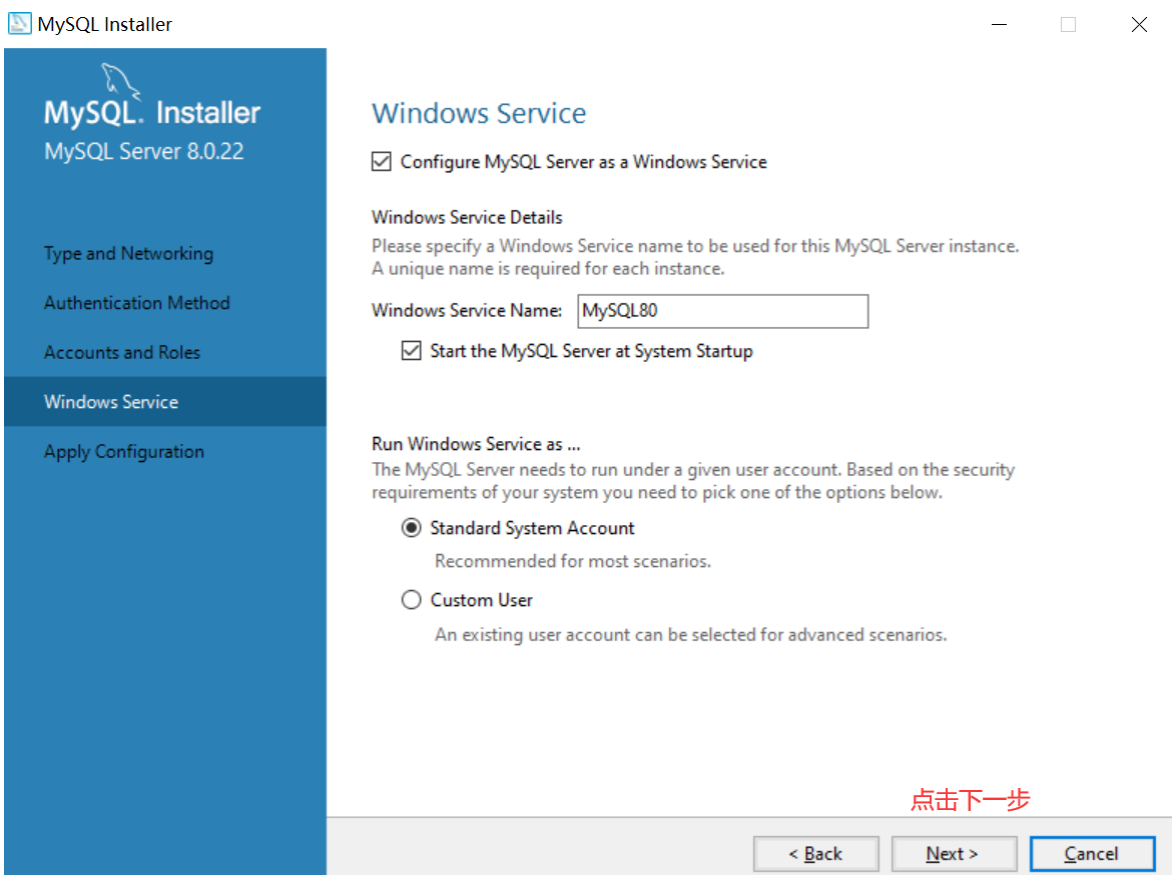 MySQL Installer
MySQL. Installer
MySQL Server 8.0.22
Type and Networking
Authentication Method
Accounts and Roles
Windows Service
Apply Configuration
Windows Service
Configure MySQL Server as a Windows Service
Windows Service Details
Please specify a Windows Service name to be used for this MySQL Server instance.
A unique name is required for each instance.
Windows Service Name: MySQL80
Start the MySQL Server at System Startup
Run Windows Service as ...
The MySQL Server needs to run under a given user account. Based on the security
requirements of your system you need to pick one of the options below.
Standard System Account
Recommended for most scenarios.
Custom User
An existing user account can be selected for advanced scenarios.
点击下一步
< Back Next > Cancel